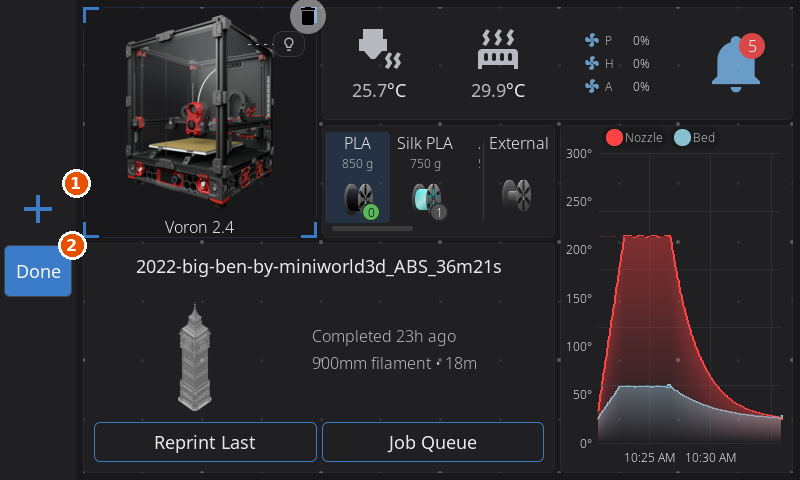 1
2
Done
Voron 2.4
25.7°C
29.9°C
P 0%
H 0%
A 0%
5
PLA
850 g
0
Silk PLA
750 g
1
External
Nozzle
Bed
300°
250°
200°
150°
100°
50°
0°
10:25 AM
10:30 AM
2022-big-ben-by-miniworld3d_ABS_36m21s
Completed 23h ago
900mm filament • 18m
Reprint Last
Job Queue